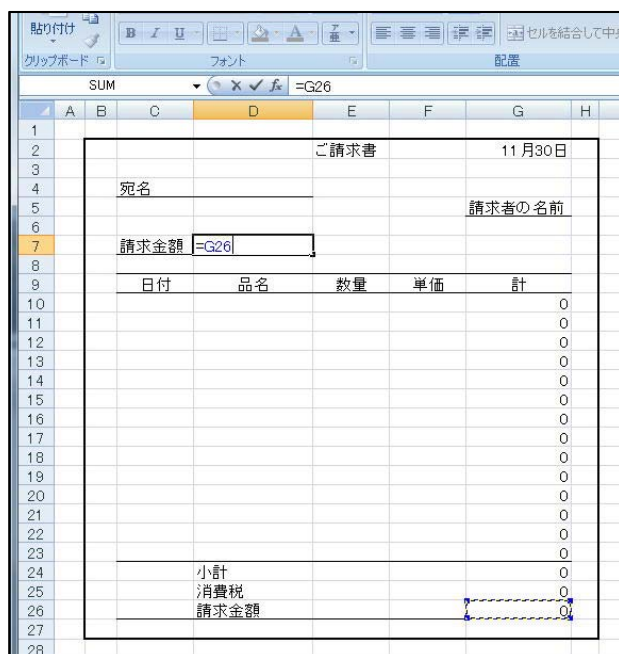 貼り付け
B I U A 亜 セルを結合して中央
クリップボード フォント 配置
SUM fx =G26
A B C D E F G H
1
2 ご請求書 11月30日
3
4 宛名
5 請求者の名前
6
7 請求金額 =G26
8
9 日付 品名 数量 単価 計
10 0
11 0
12 0
13 0
14 0
15 0
16 0
17 0
18 0
19 0
20 0
21 0
22 0
23 0
24 小計 0
25 消費税 0
26 請求金額 0
27
28